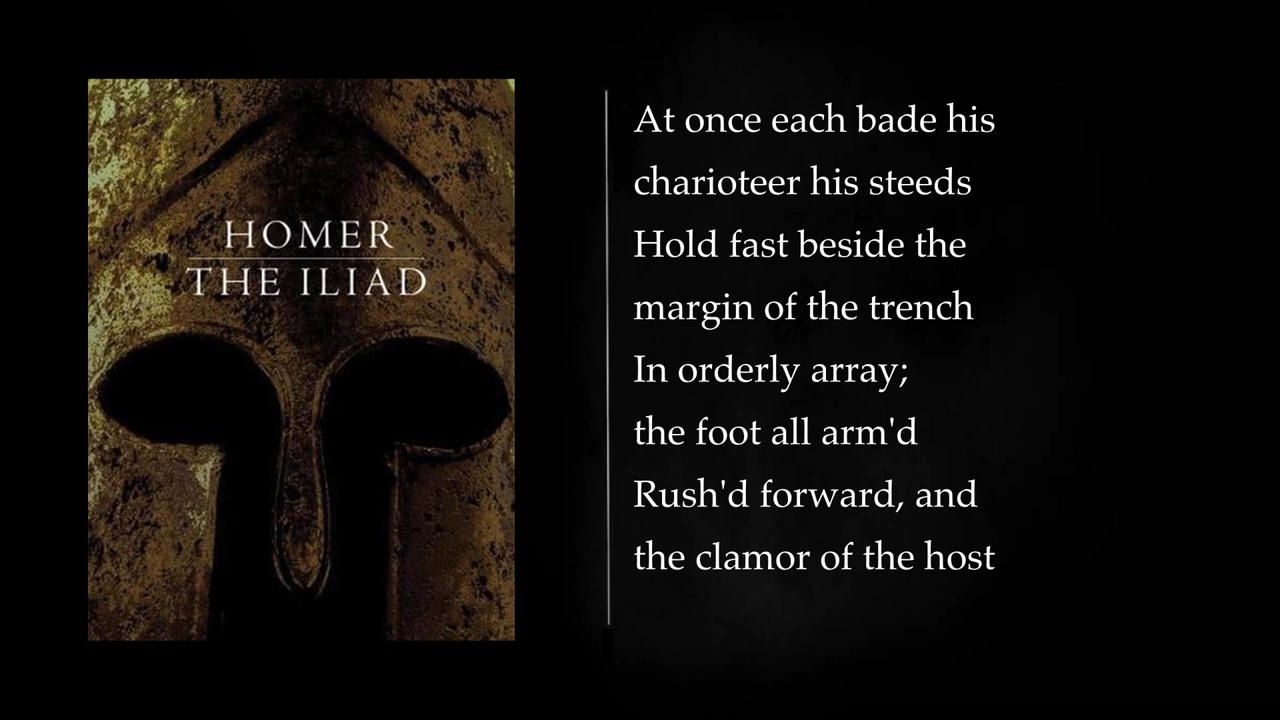 HOMER
THE ILIAD
At once each bade his
charioteer his steeds
Hold fast beside the
margin of the trench
In orderly array;
the foot all arm'd
Rush'd forward, and
the clamor of the host